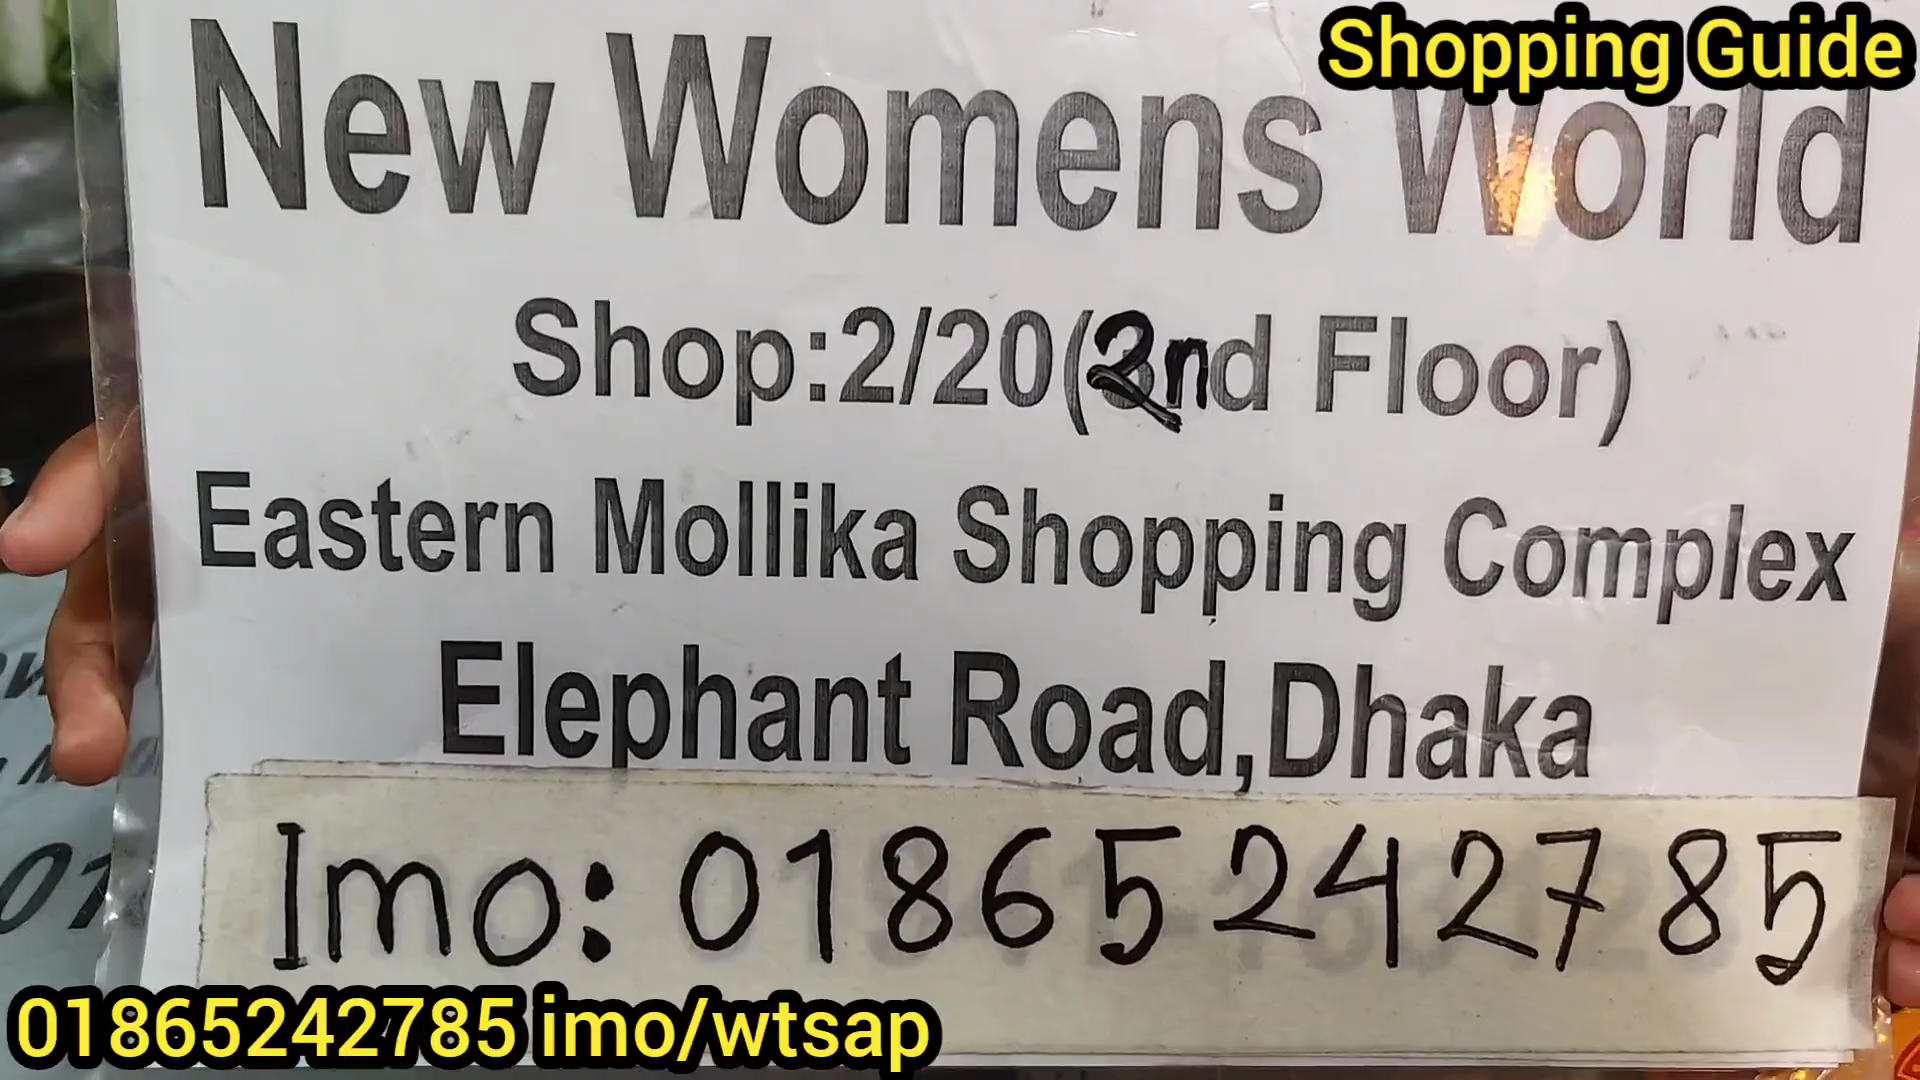 Shopping Guide
New Womens World
Shop:2/20(2nd Floor)
Eastern Mollika Shopping Complex
Elephant Road,Dhaka
Imo: 01865242785
01865242785 imo/wtsap